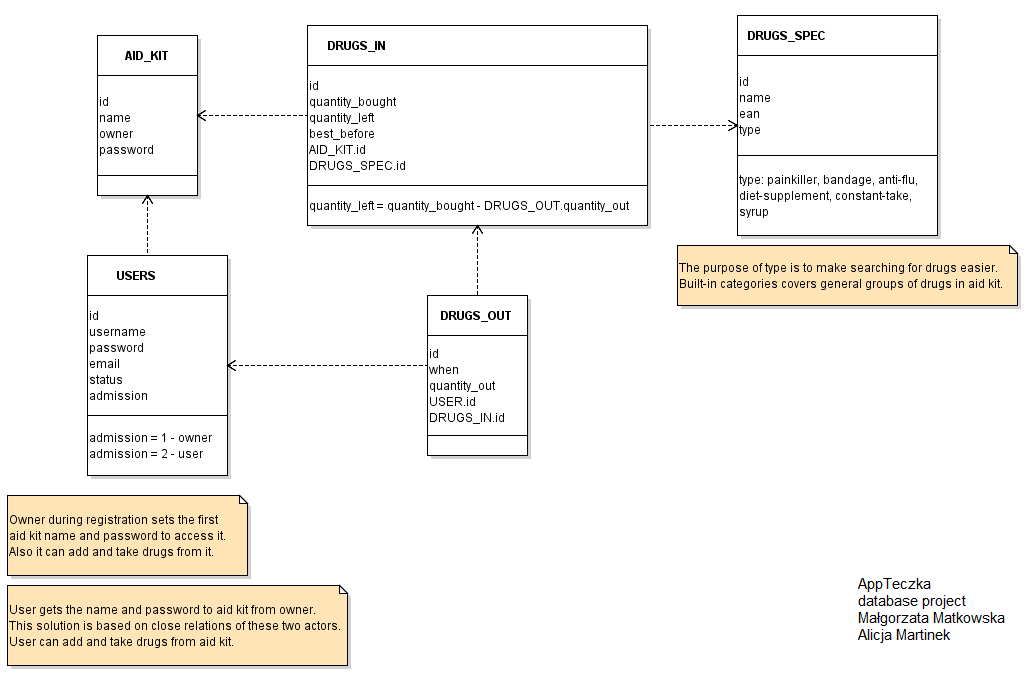 AID_KIT
id
name
owner
password
DRUGS_IN
id
quantity_bought
quantity_left
best_before
AID_KIT.id
DRUGS_SPEC.id
quantity_left = quantity_bought - DRUGS_OUT.quantity_out
DRUGS_SPEC
id
name
ean
type
type: painkiller, bandage, anti-flu,
diet-supplement, constant-take,
syrup
The purpose of type is to make searching for drugs easier.
Built-in categories covers general groups of drugs in aid kit.
USERS
id
username
password
email
status
admission
admission = 1 - owner
admission = 2 - user
DRUGS_OUT
id
when
quantity_out
USER.id
DRUGS_IN.id
Owner during registration sets the first
aid kit name and password to access it.
Also it can add and take drugs from it.
User gets the name and password to aid kit from owner.
This solution is based on close relations of these two actors.
User can add and take drugs from aid kit.
AppTeczka
database project
Małgorzata Matkowska
Alicja Martinek